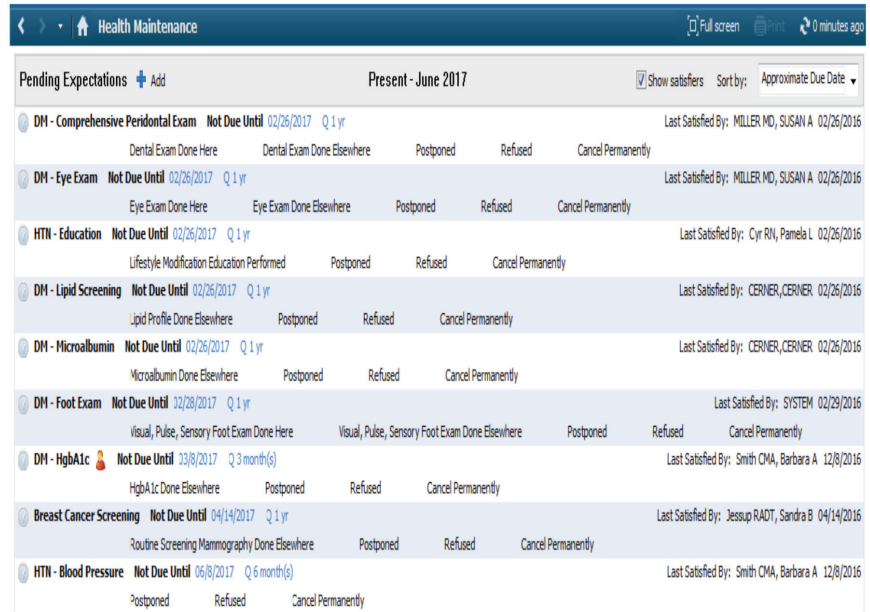 Health Maintenance Full screen Print 0 minutes ago
Pending Expectations Add Present - June 2017 Show satisfiers Sort by: Approximate Due Date
DM - Comprehensive Peridontal Exam Not Due Until 02/26/2017 Q 1 yr Last Satisfied By: MILLER MD, SUSAN A 02/26/2016
Dental Exam Done Here Dental Exam Done Elsewhere Postponed Refused Cancel Permanently
DM - Eye Exam Not Due Until 02/26/2017 Q 1 yr Last Satisfied By: MILLER MD, SUSAN A 02/26/2016
Eye Exam Done Here Eye Exam Done Elsewhere Postponed Refused Cancel Permanently
HTN - Education Not Due Until 02/26/2017 Q 1 yr Last Satisfied By: Cyr RN, Pamela L 02/26/2016
Lifestyle Modification Education Performed Postponed Refused Cancel Permanently
DM - Lipid Screening Not Due Until 02/26/2017 Q 1 yr Last Satisfied By: CERNER,CERNER 02/26/2016
Lipid Profile Done Elsewhere Postponed Refused Cancel Permanently
DM - Microalbumin Not Due Until 02/26/2017 Q 1 yr Last Satisfied By: CERNER,CERNER 02/26/2016
Microalbumin Done Elsewhere Postponed Refused Cancel Permanently
DM - Foot Exam Not Due Until 02/28/2017 Q 1 yr Last Satisfied By: SYSTEM 02/29/2016
Visual, Pulse, Sensory Foot Exam Done Here Visual, Pulse, Sensory Foot Exam Done Elsewhere Postponed Refused Cancel Permanently
DM - HgbA1c Not Due Until 03/8/2017 Q 3 month(s) Last Satisfied By: Smith CMA, Barbara A 12/8/2016
HgbA1c Done Elsewhere Postponed Refused Cancel Permanently
Breast Cancer Screening Not Due Until 04/14/2017 Q 1 yr Last Satisfied By: Jessup RADT, Sandra B 04/14/2016
Routine Screening Mammography Done Elsewhere Postponed Refused Cancel Permanently
HTN - Blood Pressure Not Due Until 06/8/2017 Q 6 month(s) Last Satisfied By: Smith CMA, Barbara A 12/8/2016
Postponed Refused Cancel Permanently